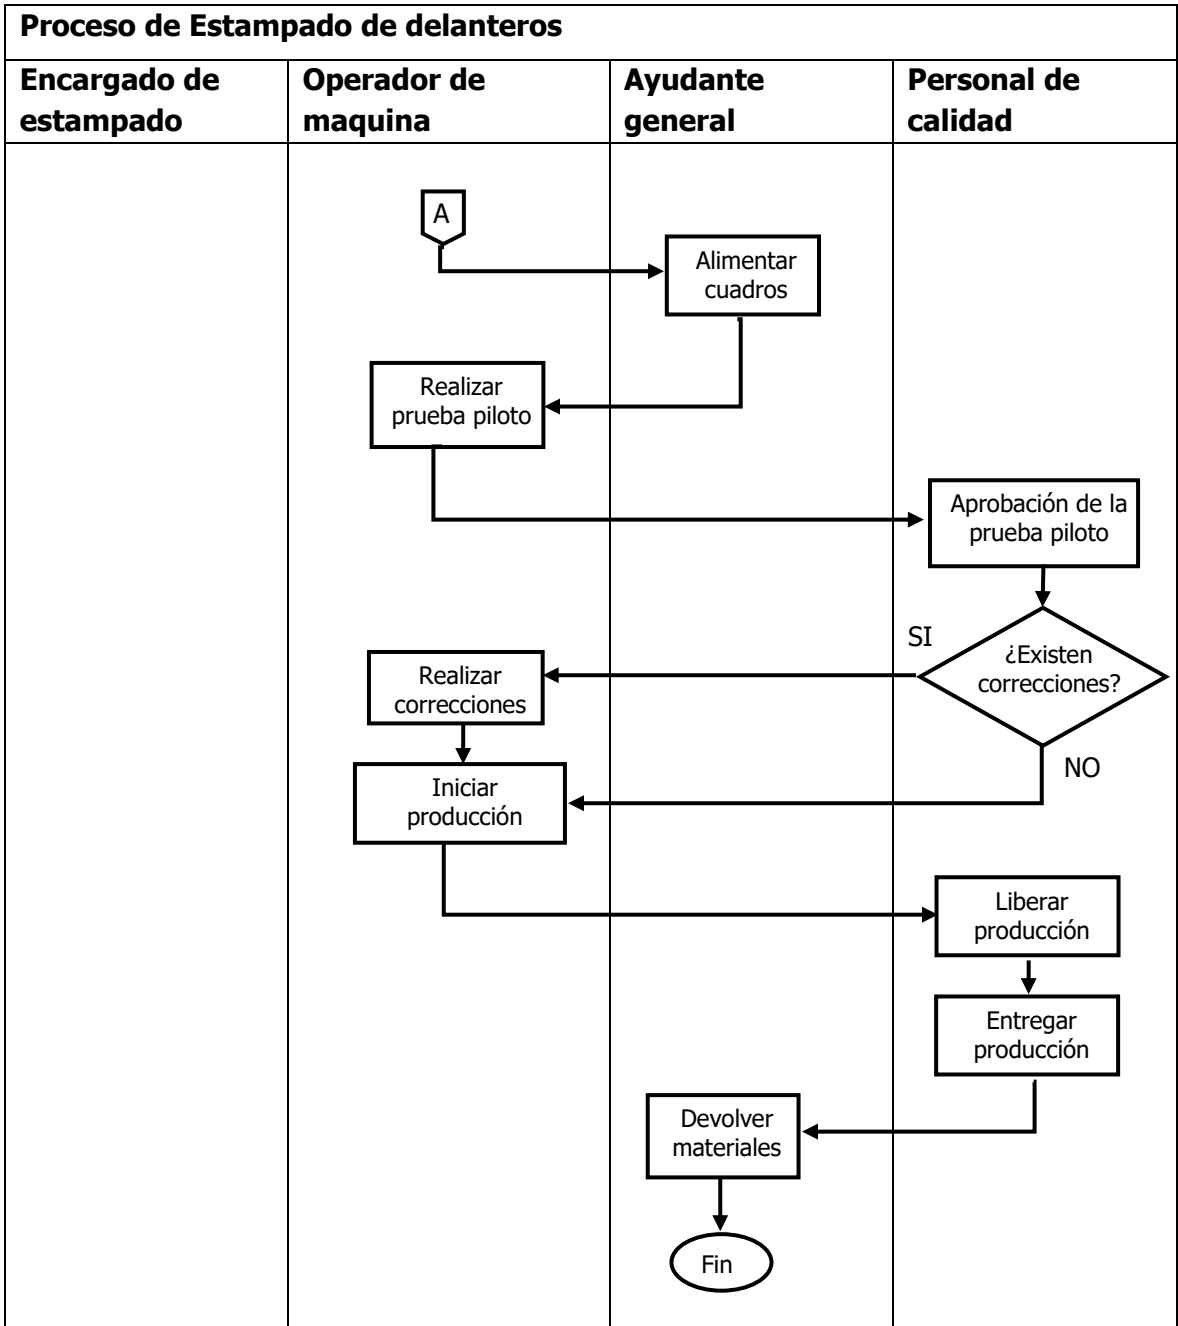 Proceso de Estampado de delanteros
Encargado de
estampado
Operador de
maquina
Ayudante
general
Personal de
calidad
A
Alimentar
cuadros
Realizar
prueba piloto
Aprobación de la
prueba piloto
SI
¿Existen
correcciones?
Realizar
correcciones
NO
Iniciar
producción
Liberar
producción
Entregar
producción
Devolver
materiales
Fin